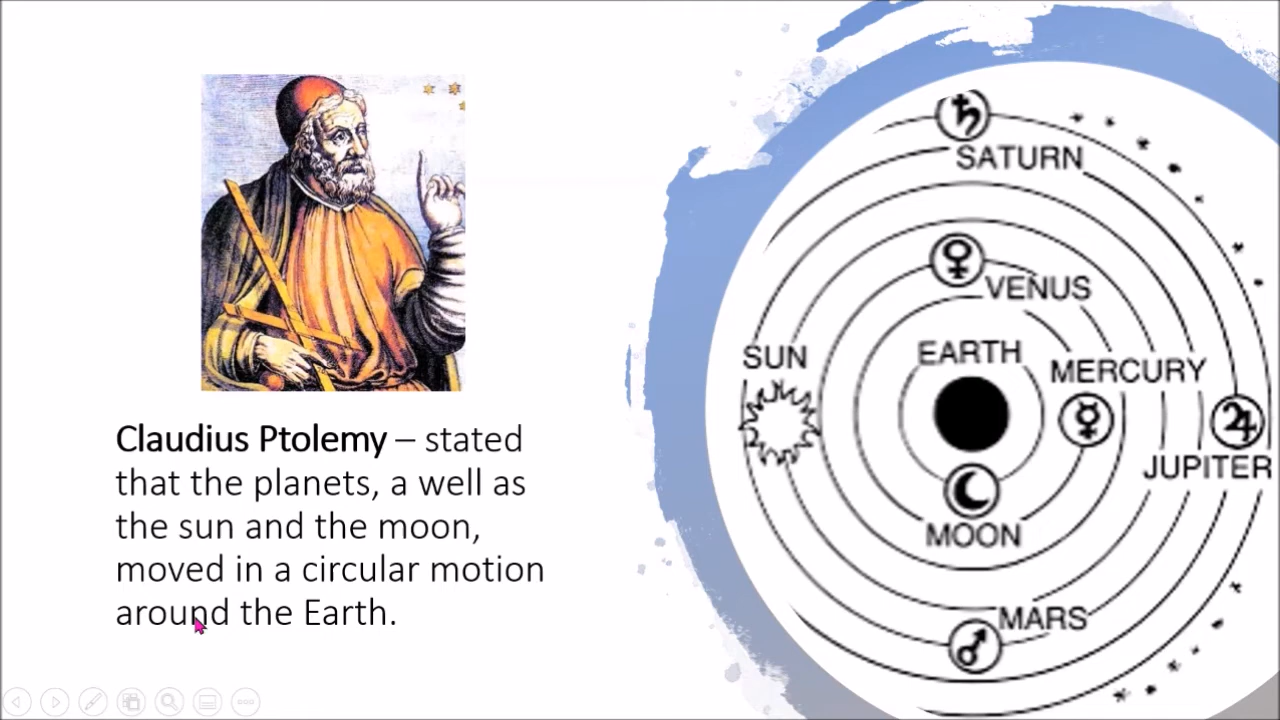 Claudius Ptolemy – stated
that the planets, a well as
the sun and the moon,
moved in a circular motion
around the Earth.
SATURN
VENUS
SUN
EARTH
MERCURY
JUPITER
MOON
MARS